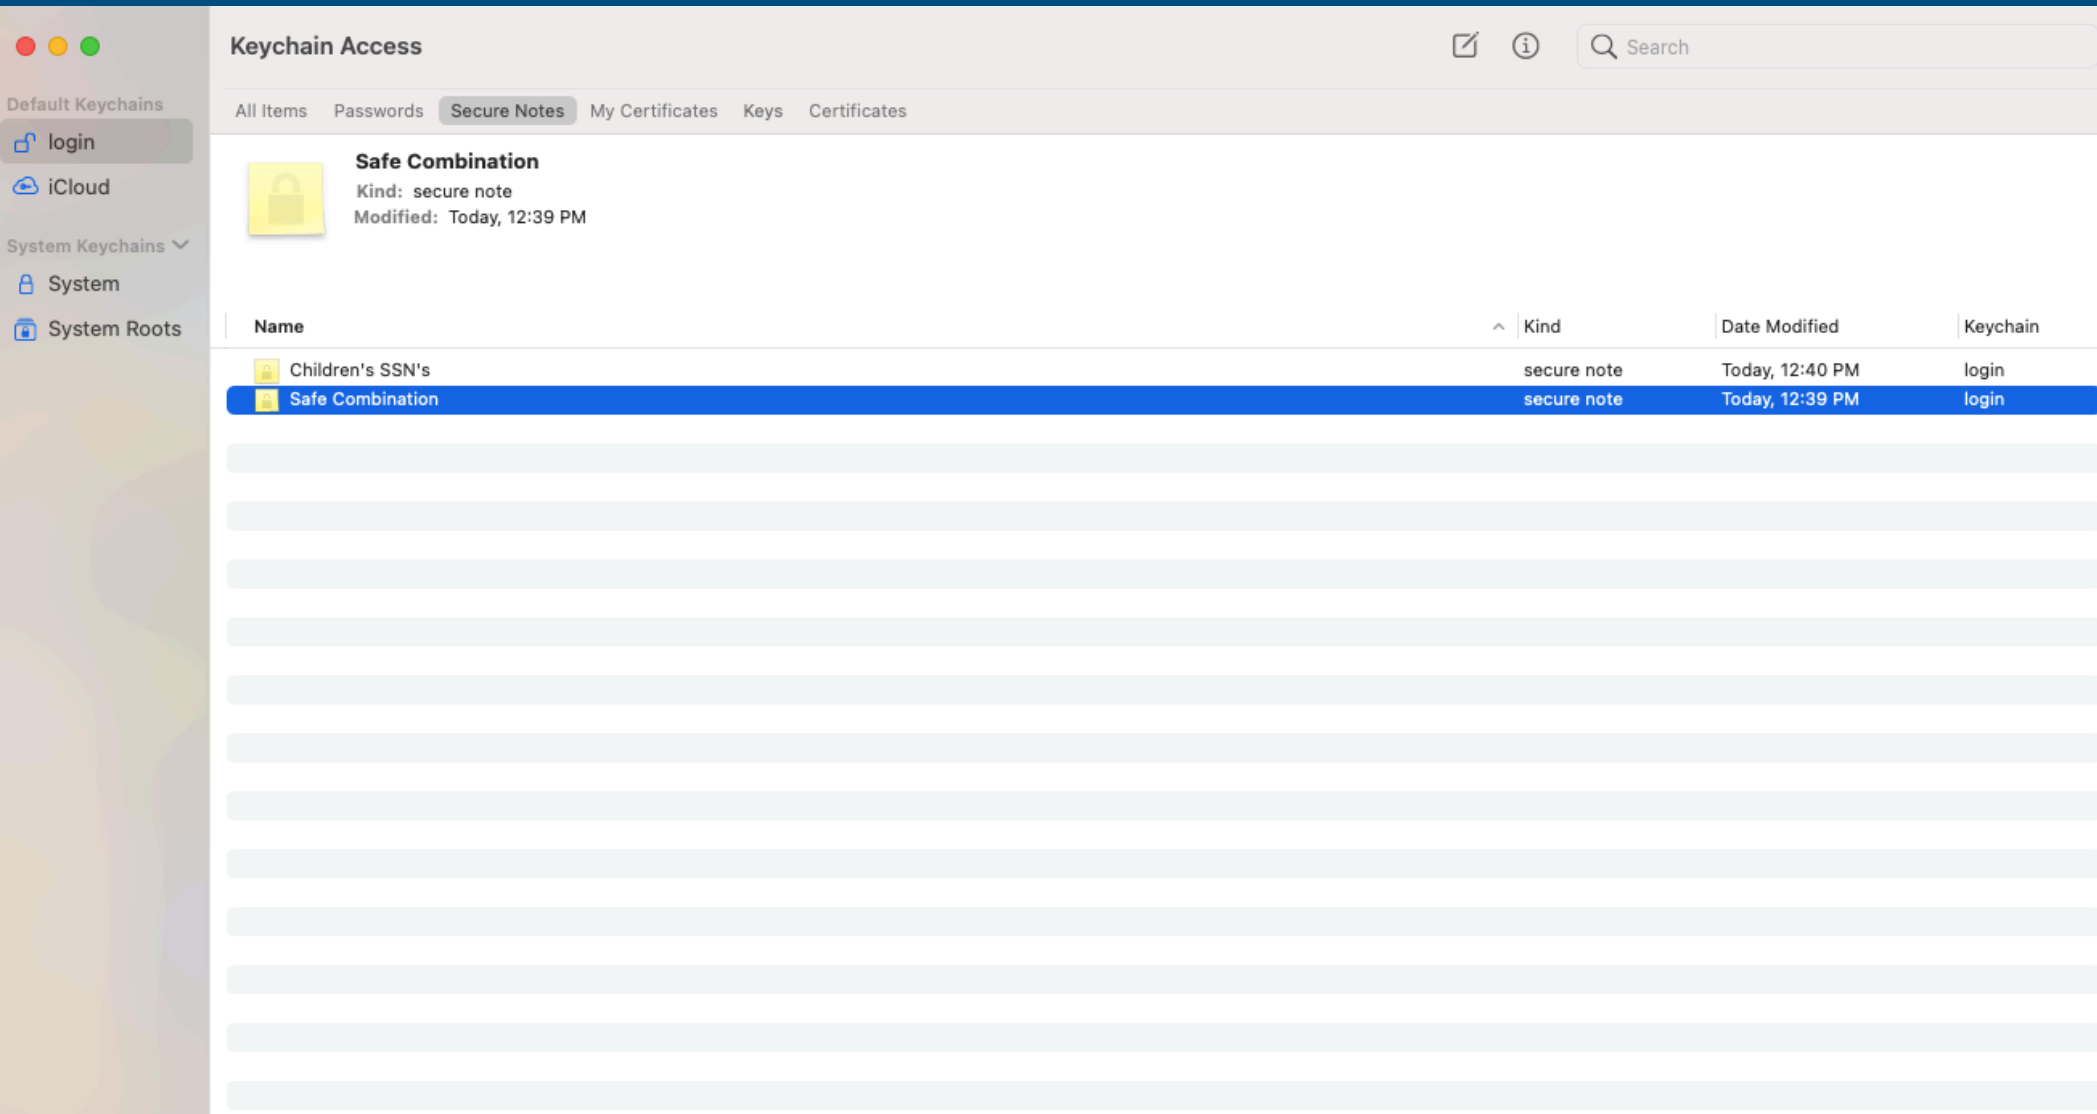 Keychain Access
Search
Default Keychains
login
iCloud
System Keychains
System
System Roots
All Items Passwords Secure Notes My Certificates Keys Certificates
Safe Combination
Kind: secure note
Modified: Today, 12:39 PM
Name Kind Date Modified Keychain
Children's SSN's secure note Today, 12:40 PM login
Safe Combination secure note Today, 12:39 PM login